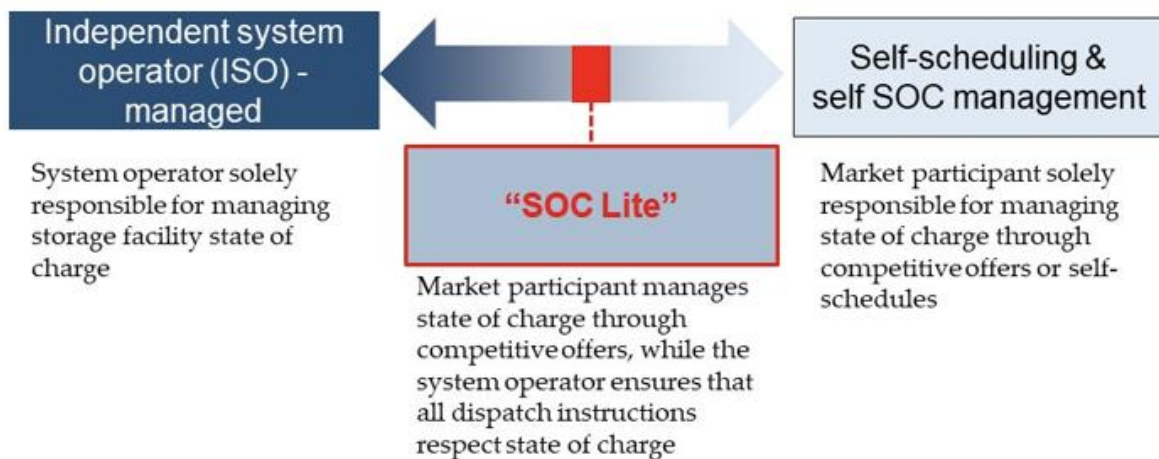 Independent system
operator (ISO) -
managed
System operator solely
responsible for managing
storage facility state of
charge
“SOC Lite”
Market participant manages
state of charge through
competitive offers, while the
system operator ensures that
all dispatch instructions
respect state of charge
Self-scheduling &
self SOC management
Market participant solely
responsible for managing
state of charge through
competitive offers or self-
schedules